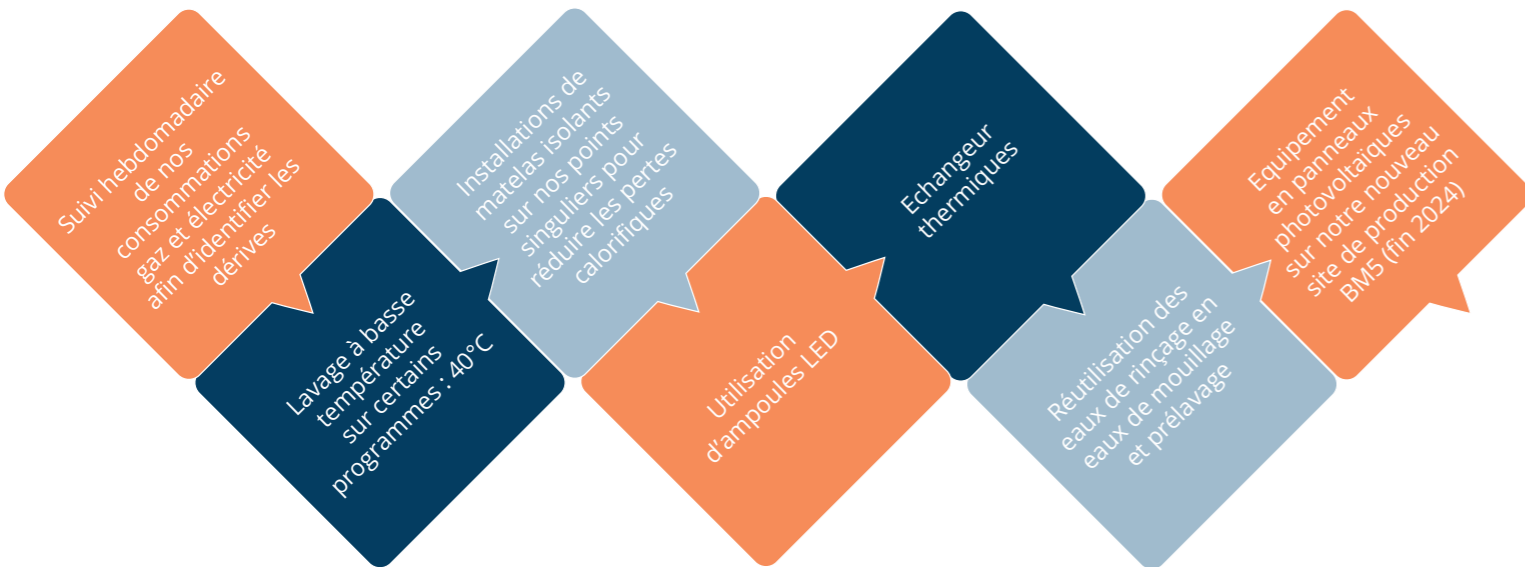 Suivi hebdomadaire
de nos
consommations
gaz et électricité
afin d'identifier les
dérives
Lavage à basse
température
sur certains
programmes : 40°C
Installations de
matelas isolants
sur nos points
singuliers pour
réduire les pertes
calorifiques
Utilisation
d'ampoules LED
Echangeur
thermiques
Réutilisation des
eaux de rinçage en
eaux de mouillage
et prélavage
Equipement
en panneaux
photovoltaïques
sur notre nouveau
site de production
BM5 (fin 2024)